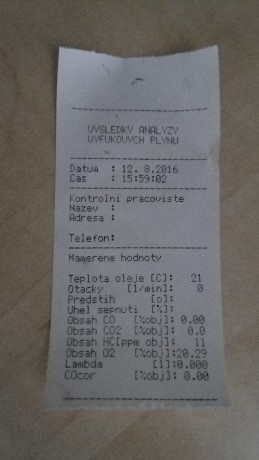 VYSLEDKY ANALYZY
VYFUKOVYCH PLYNU
Datum : 12. 8.2016
Cas : 15:59:02
Kontrolni pracoviste
Nazev :
Adresa :
Telefon:
Namerene hodnoty
Teplota oleje [C]: 21
Otacky [1/min]: 0
Predstih [o]:
Uhel sepnuti [%]:
Obsah CO [%obj]: 0.00
Obsah CO2 [%obj]: 0.0
Obsah HC[ppm obj]: 11
Obsah O2 [%obj]:20.29
Lambda [1]:0.000
COcor [%obj]: 0.00